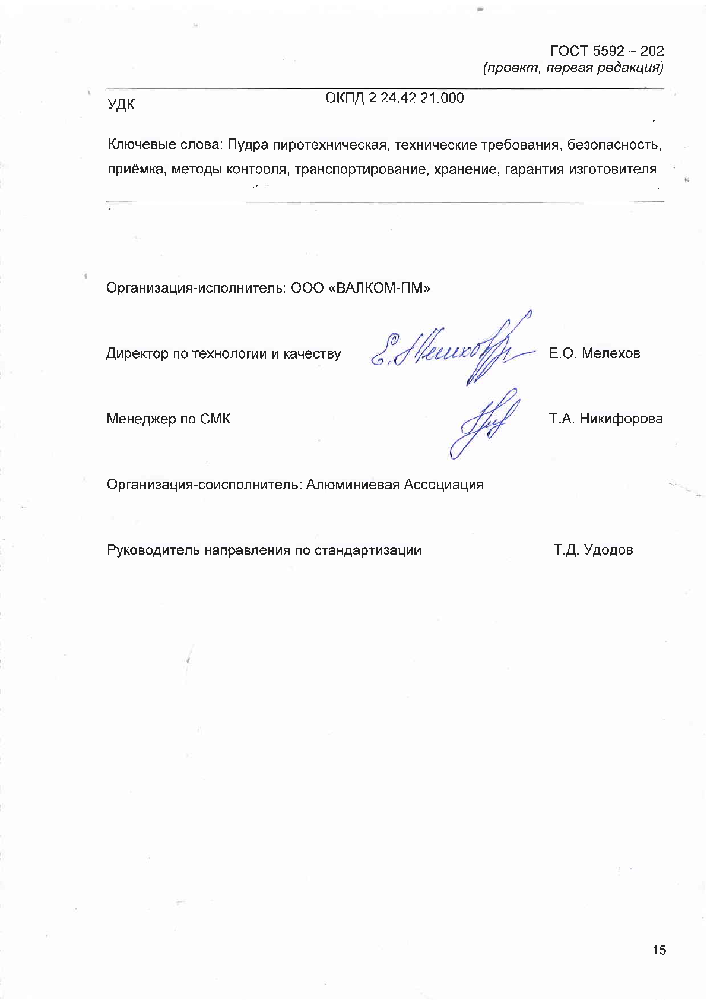 ГОСТ 5592 – 202
(проект, первая редакция)
УДК ОКПД 2 24.42.21.000
Ключевые слова: Пудра пиротехническая, технические требования, безопасность,
приёмка, методы контроля, транспортирование, хранение, гарантия изготовителя
Организация-исполнитель: ООО «ВАЛКОМ-ПМ»
Директор по технологии и качеству Е.О. Мелехов
Менеджер по СМК Т.А. Никифорова
Организация-соисполнитель: Алюминиевая Ассоциация
Руководитель направления по стандартизации Т.Д. Удодов
15